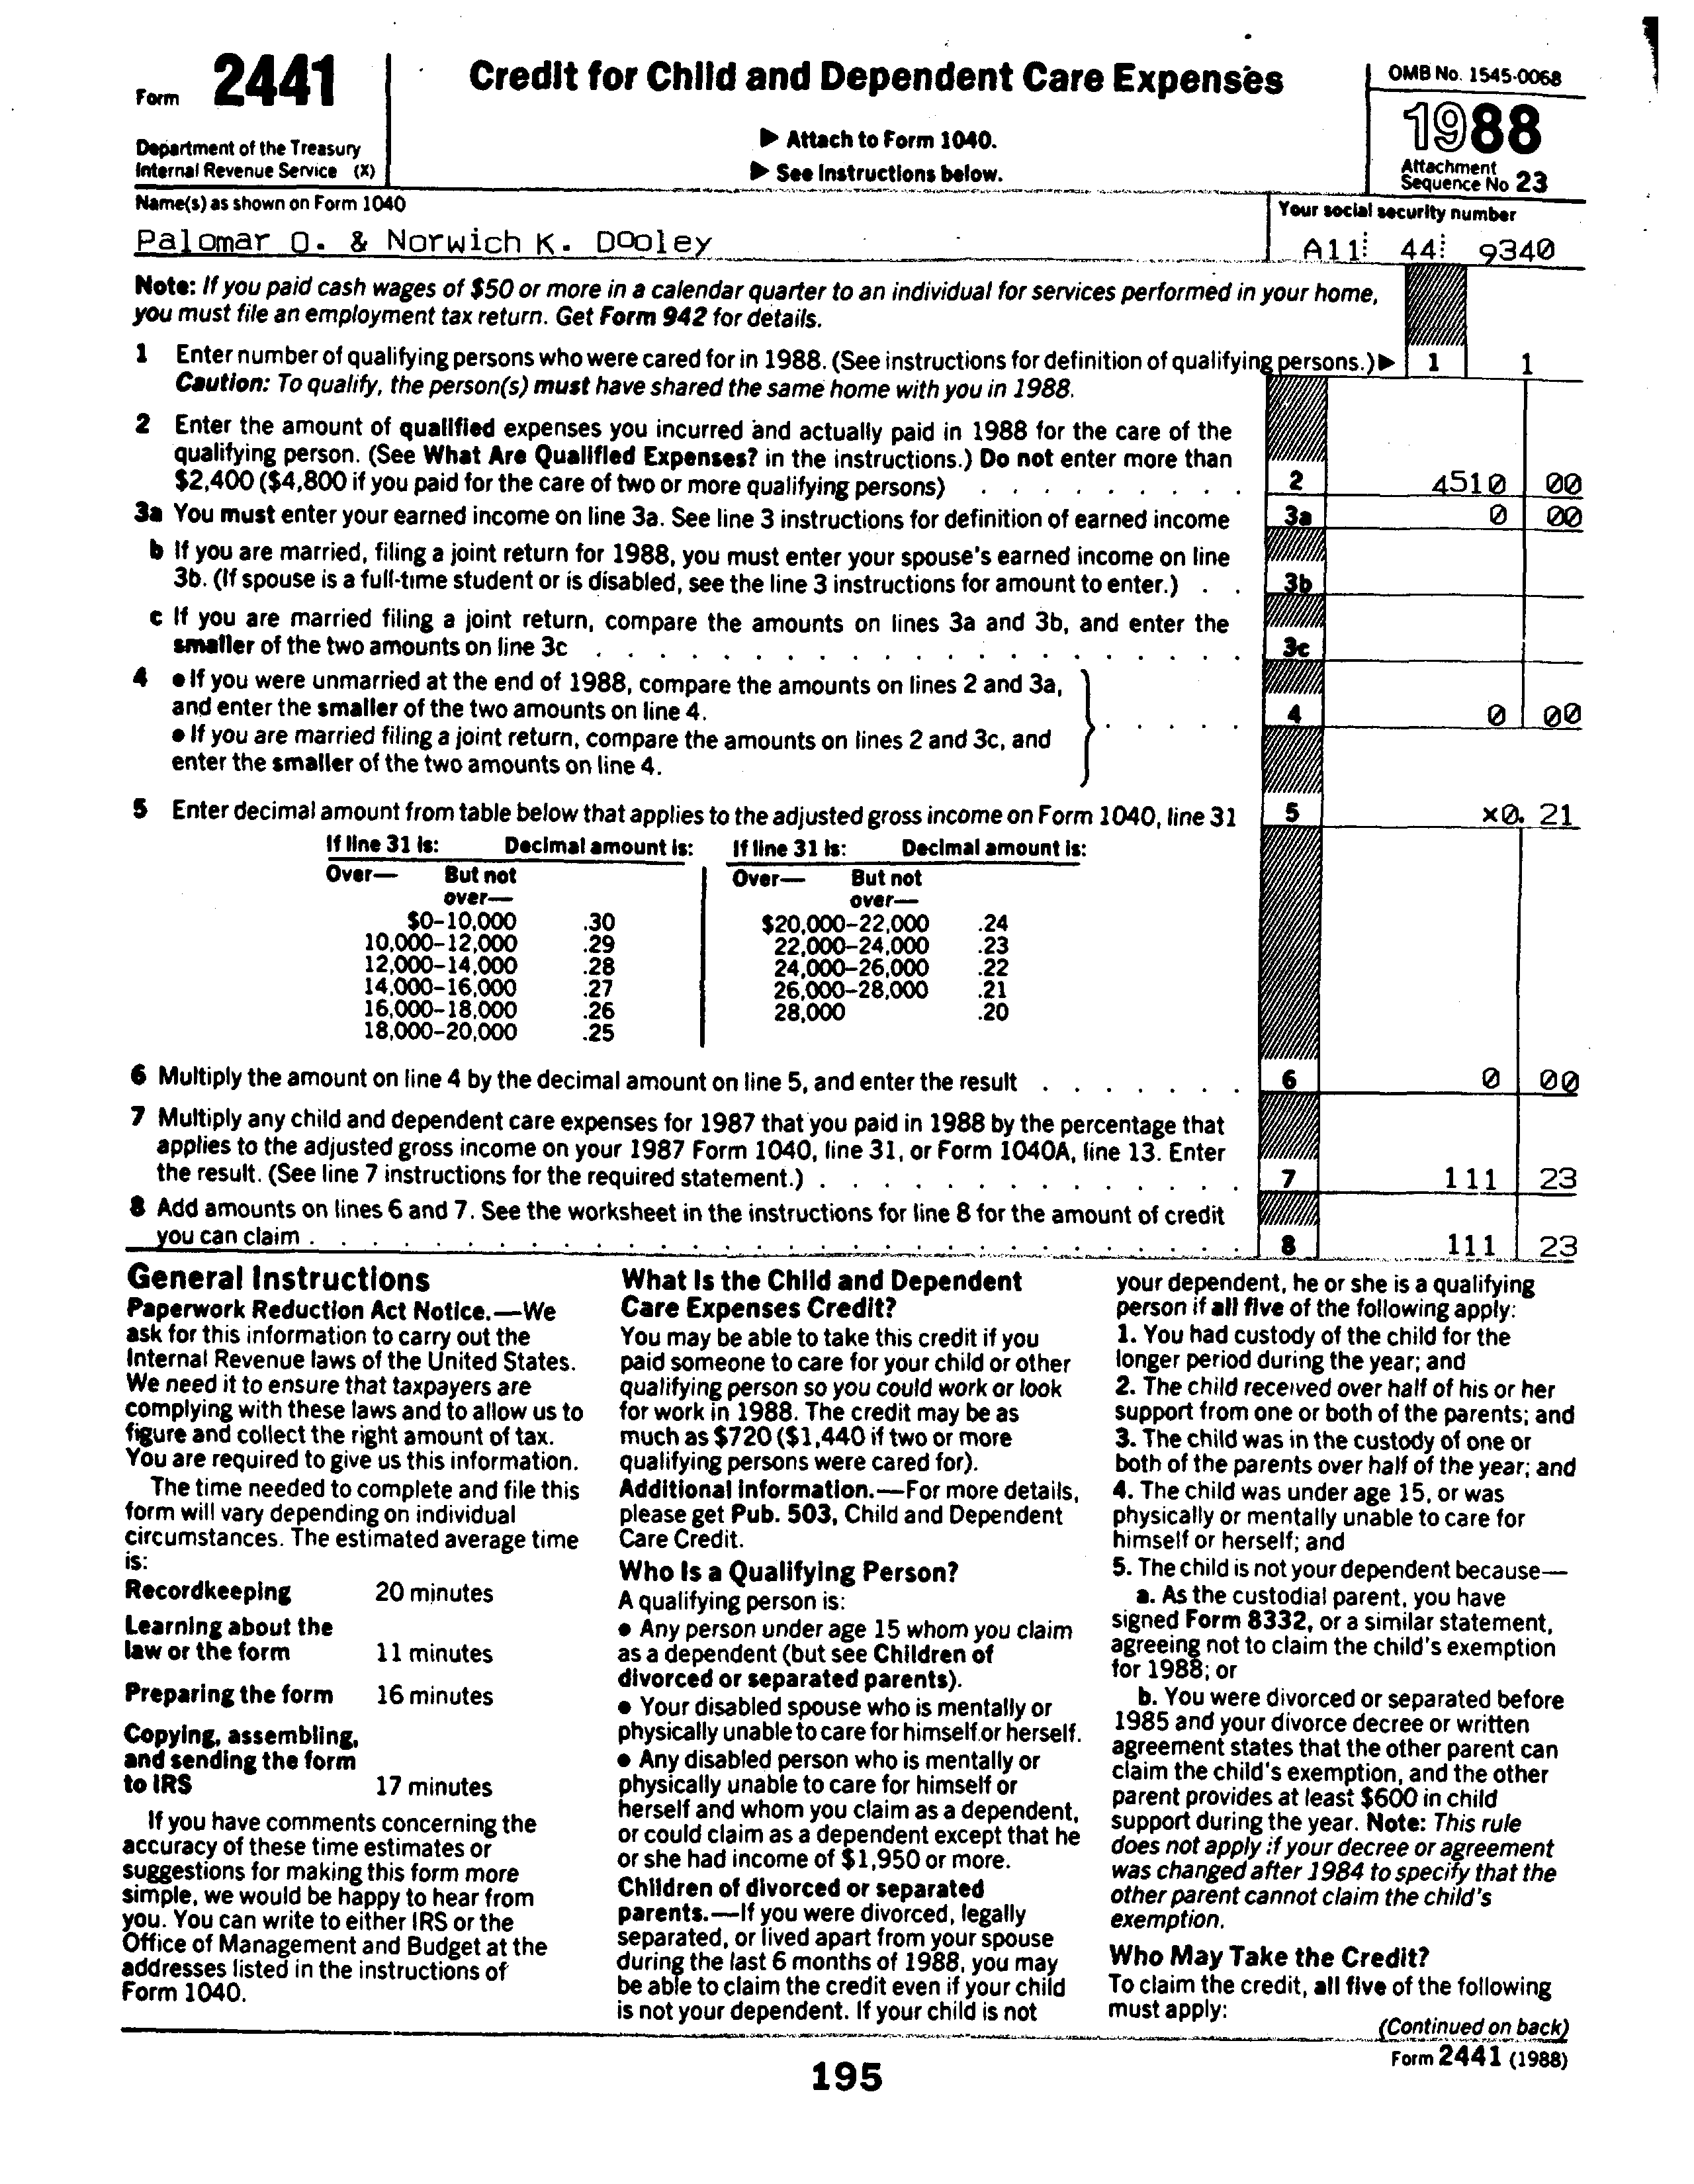 Form 2441
Department of the Treasury
Internal Revenue Service (X)
Credit for Child and Dependent Care Expenses
▶ Attach to Form 1040.
▶ See Instructions below.
OMB No. 1545-0068
1988
Attachment
Sequence No 23
Name(s) as shown on Form 1040
Palomar O. & Norwich K. Dooley
Your social security number
A11 44 9340
Note: If you paid cash wages of $50 or more in a calendar quarter to an individual for services performed in your home,
you must file an employment tax return. Get Form 942 for details.
1 Enter number of qualifying persons who were cared for in 1988. (See instructions for definition of qualifying persons.) ▶ 1 1
Caution: To qualify, the person(s) must have shared the same home with you in 1988.
2 Enter the amount of qualified expenses you incurred and actually paid in 1988 for the care of the
qualifying person. (See What Are Qualified Expenses? in the instructions.) Do not enter more than
$2,400 ($4,800 if you paid for the care of two or more qualifying persons) . . . . . . . . . 2 4510 00
3a You must enter your earned income on line 3a. See line 3 instructions for definition of earned income 3a 0 00
b If you are married, filing a joint return for 1988, you must enter your spouse's earned income on line
3b. (If spouse is a full-time student or is disabled, see the line 3 instructions for amount to enter.) . . 3b
c If you are married filing a joint return, compare the amounts on lines 3a and 3b, and enter the
smaller of the two amounts on line 3c . . . . . . . . . . . . . . . . . . . . 3c
4 • If you were unmarried at the end of 1988, compare the amounts on lines 2 and 3a,
and enter the smaller of the two amounts on line 4. . . . . . 4 0 00
• If you are married filing a joint return, compare the amounts on lines 2 and 3c, and
enter the smaller of the two amounts on line 4.
5 Enter decimal amount from table below that applies to the adjusted gross income on Form 1040, line 31 5 x0. 21
If line 31 is: Decimal amount is: If line 31 is: Decimal amount is:
Over— But not Over— But not
over— over—
$0–10,000 .30 $20,000–22,000 .24
10,000–12,000 .29 22,000–24,000 .23
12,000–14,000 .28 24,000–26,000 .22
14,000–16,000 .27 26,000–28,000 .21
16,000–18,000 .26 28,000 .20
18,000–20,000 .25
6 Multiply the amount on line 4 by the decimal amount on line 5, and enter the result . . . . . . . 6 0 00
7 Multiply any child and dependent care expenses for 1987 that you paid in 1988 by the percentage that
applies to the adjusted gross income on your 1987 Form 1040, line 31, or Form 1040A, line 13. Enter
the result. (See line 7 instructions for the required statement.) . . . . . . . . . . . . . . 7 111 23
8 Add amounts on lines 6 and 7. See the worksheet in the instructions for line 8 for the amount of credit
you can claim . . . . . . . . . . . . . . . . . . . . . . . . . . . . . 8 111 23
General Instructions
Paperwork Reduction Act Notice.—We
ask for this information to carry out the
Internal Revenue laws of the United States.
We need it to ensure that taxpayers are
complying with these laws and to allow us to
figure and collect the right amount of tax.
You are required to give us this information.
The time needed to complete and file this
form will vary depending on individual
circumstances. The estimated average time
is:
Recordkeeping 20 minutes
Learning about the
law or the form 11 minutes
Preparing the form 16 minutes
Copying, assembling,
and sending the form
to IRS 17 minutes
If you have comments concerning the
accuracy of these time estimates or
suggestions for making this form more
simple, we would be happy to hear from
you. You can write to either IRS or the
Office of Management and Budget at the
addresses listed in the instructions of
Form 1040.
What Is the Child and Dependent
Care Expenses Credit?
You may be able to take this credit if you
paid someone to care for your child or other
qualifying person so you could work or look
for work in 1988. The credit may be as
much as $720 ($1,440 if two or more
qualifying persons were cared for).
Additional Information.—For more details,
please get Pub. 503, Child and Dependent
Care Credit.
Who Is a Qualifying Person?
A qualifying person is:
• Any person under age 15 whom you claim
as a dependent (but see Children of
divorced or separated parents).
• Your disabled spouse who is mentally or
physically unable to care for himself or herself.
• Any disabled person who is mentally or
physically unable to care for himself or
herself and whom you claim as a dependent,
or could claim as a dependent except that he
or she had income of $1,950 or more.
Children of divorced or separated
parents.—If you were divorced, legally
separated, or lived apart from your spouse
during the last 6 months of 1988, you may
be able to claim the credit even if your child
is not your dependent. If your child is not
your dependent, he or she is a qualifying
person if all five of the following apply:
1. You had custody of the child for the
longer period during the year; and
2. The child received over half of his or her
support from one or both of the parents; and
3. The child was in the custody of one or
both of the parents over half of the year; and
4. The child was under age 15, or was
physically or mentally unable to care for
himself or herself; and
5. The child is not your dependent because—
a. As the custodial parent, you have
signed Form 8332, or a similar statement,
agreeing not to claim the child's exemption
for 1988; or
b. You were divorced or separated before
1985 and your divorce decree or written
agreement states that the other parent can
claim the child's exemption, and the other
parent provides at least $600 in child
support during the year. Note: This rule
does not apply if your decree or agreement
was changed after 1984 to specify that the
other parent cannot claim the child's
exemption.
Who May Take the Credit?
To claim the credit, all five of the following
must apply:
(Continued on back)
Form 2441 (1988)
195